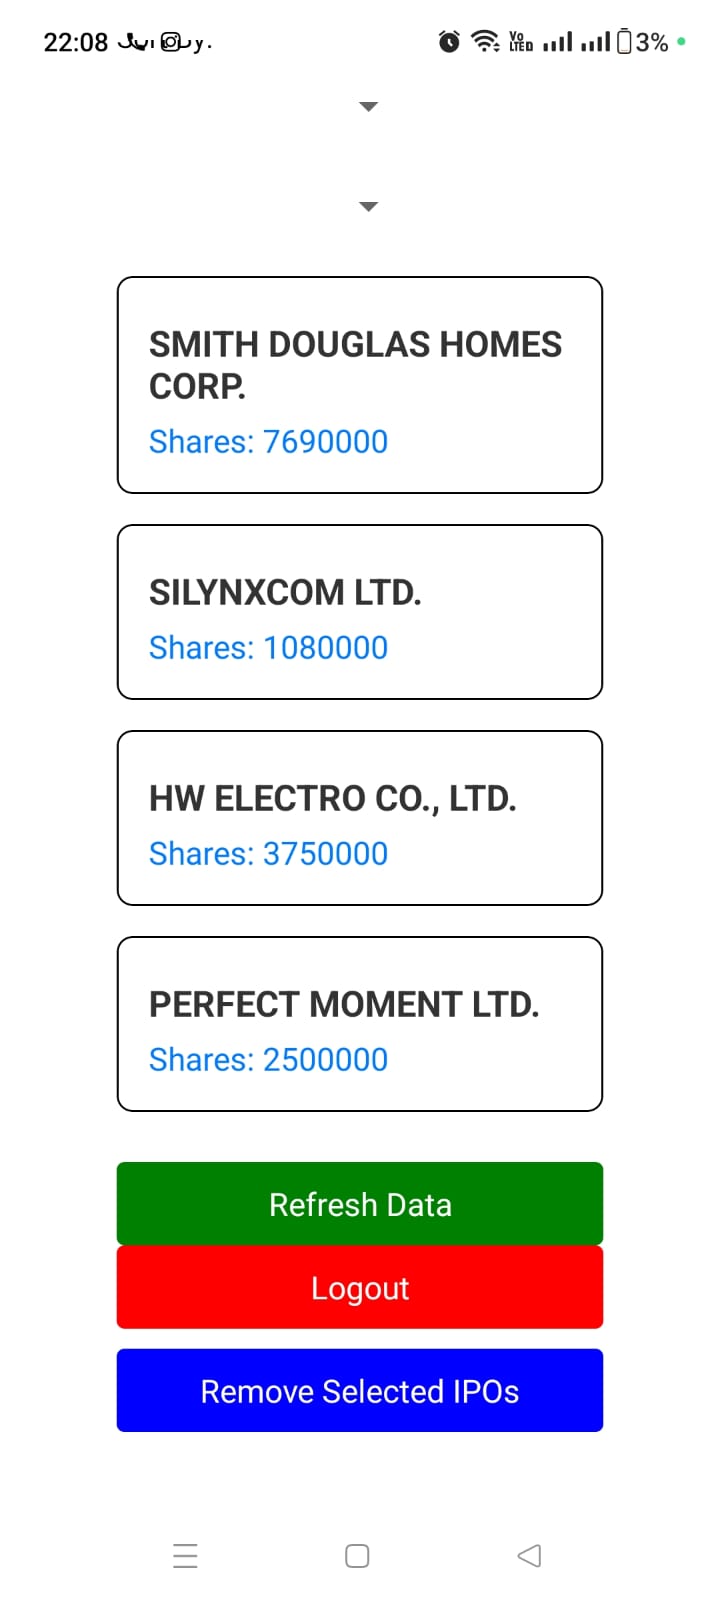 22:08
Vo
LTED
3%
SMITH DOUGLAS HOMES
CORP.
Shares: 7690000
SILYNXCOM LTD.
Shares: 1080000
HW ELECTRO CO., LTD.
Shares: 3750000
PERFECT MOMENT LTD.
Shares: 2500000
Refresh Data
Logout
Remove Selected IPOs